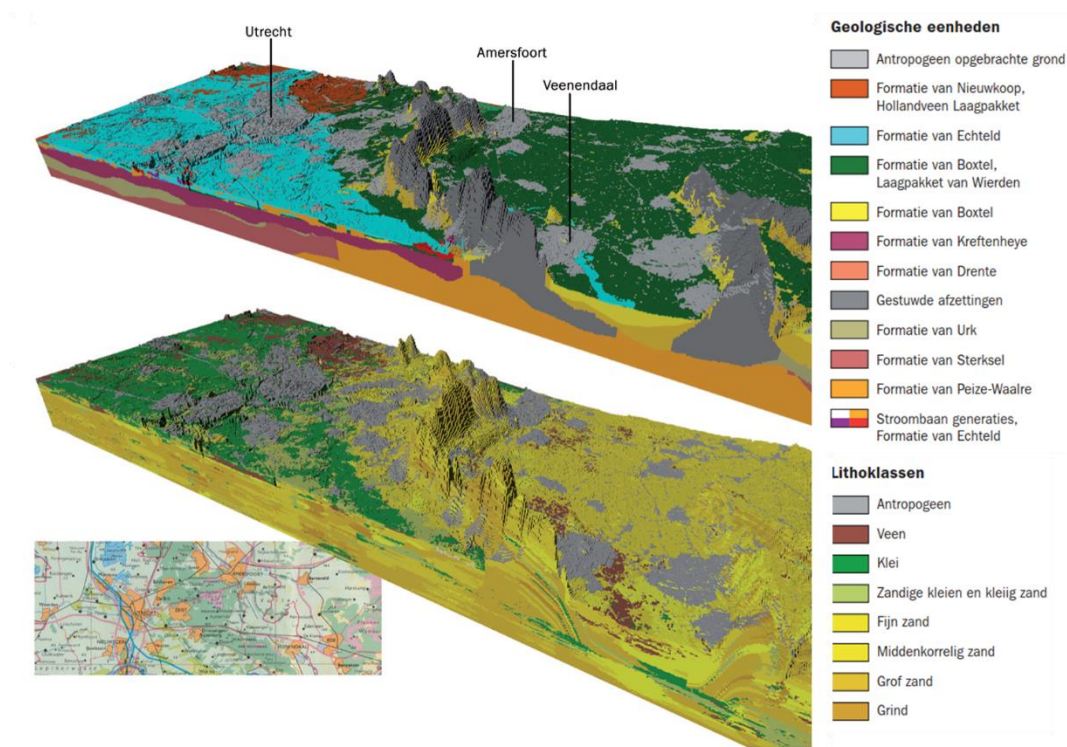 Utrecht
Amersfoort
Veenendaal
Geologische eenheden
Antropogeen opgebrachte grond
Formatie van Nieuwkoop,
Hollandveen Laagpakket
Formatie van Echteld
Formatie van Boxtel,
Laagpakket van Wierden
Formatie van Boxtel
Formatie van Kreftenheye
Formatie van Drente
Gestuwde afzettingen
Formatie van Urk
Formatie van Sterksel
Formatie van Peize-Waalre
Stroombaan generaties,
Formatie van Echteld
Lithoklassen
Antropogeen
Veen
Klei
Zandige kleien en kleiig zand
Fijn zand
Middenkorrelig zand
Grof zand
Grind